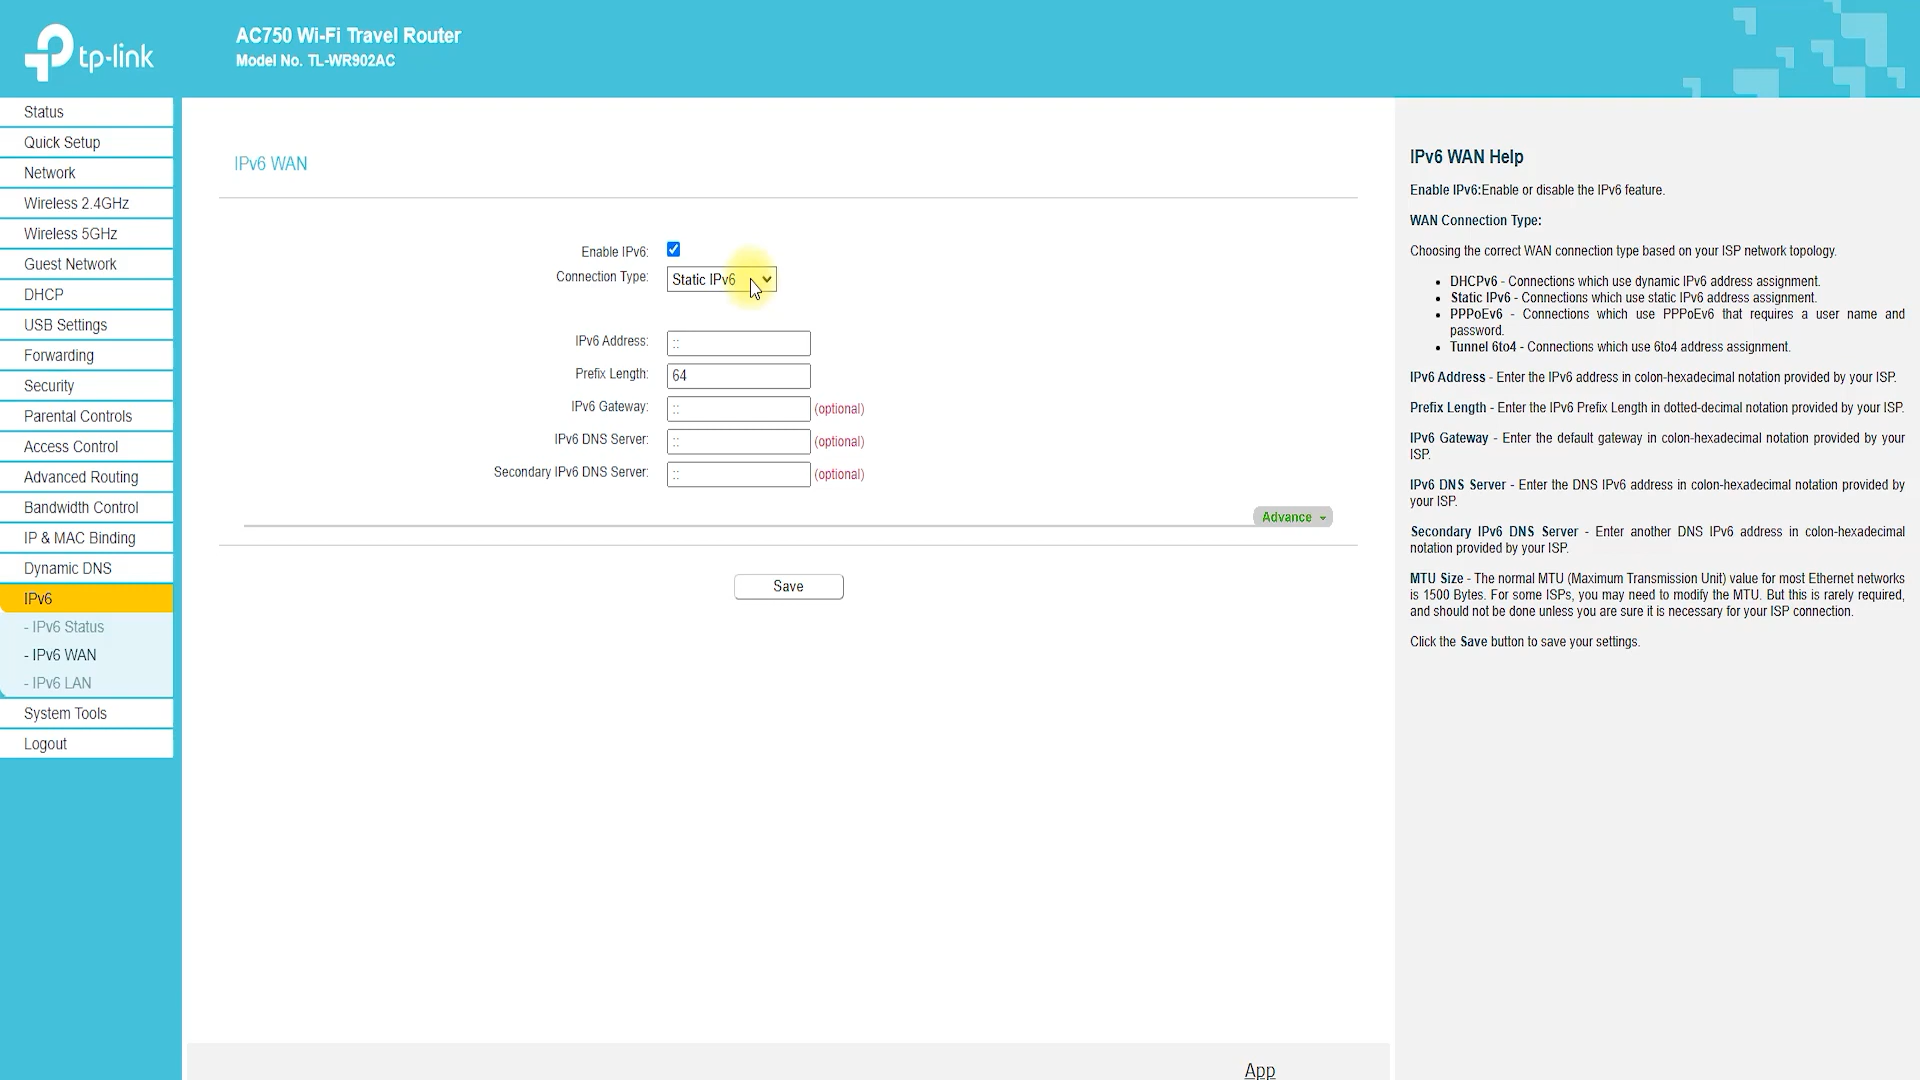 tp-link
AC750 Wi-Fi Travel Router
Model No. TL-WR902AC
Status
Quick Setup
Network
Wireless 2.4GHz
Wireless 5GHz
Guest Network
DHCP
USB Settings
Forwarding
Security
Parental Controls
Access Control
Advanced Routing
Bandwidth Control
IP & MAC Binding
Dynamic DNS
IPv6
- IPv6 Status
- IPv6 WAN
- IPv6 LAN
System Tools
Logout
IPv6 WAN
Enable IPv6:
Connection Type: Static IPv6
IPv6 Address: ::
Prefix Length: 64
IPv6 Gateway: :: (optional)
IPv6 DNS Server: :: (optional)
Secondary IPv6 DNS Server: :: (optional)
Advance
Save
App
IPv6 WAN Help
Enable IPv6:Enable or disable the IPv6 feature.
WAN Connection Type:
Choosing the correct WAN connection type based on your ISP network topology.
• DHCPv6 - Connections which use dynamic IPv6 address assignment.
• Static IPv6 - Connections which use static IPv6 address assignment.
• PPPoEv6 - Connections which use PPPoEv6 that requires a user name and
password.
• Tunnel 6to4 - Connections which use 6to4 address assignment.
IPv6 Address - Enter the IPv6 address in colon-hexadecimal notation provided by your ISP.
Prefix Length - Enter the IPv6 Prefix Length in dotted-decimal notation provided by your ISP.
IPv6 Gateway - Enter the default gateway in colon-hexadecimal notation provided by your
ISP.
IPv6 DNS Server - Enter the DNS IPv6 address in colon-hexadecimal notation provided by
your ISP.
Secondary IPv6 DNS Server - Enter another DNS IPv6 address in colon-hexadecimal
notation provided by your ISP.
MTU Size - The normal MTU (Maximum Transmission Unit) value for most Ethernet networks
is 1500 Bytes. For some ISPs, you may need to modify the MTU. But this is rarely required,
and should not be done unless you are sure it is necessary for your ISP connection.
Click the Save button to save your settings.